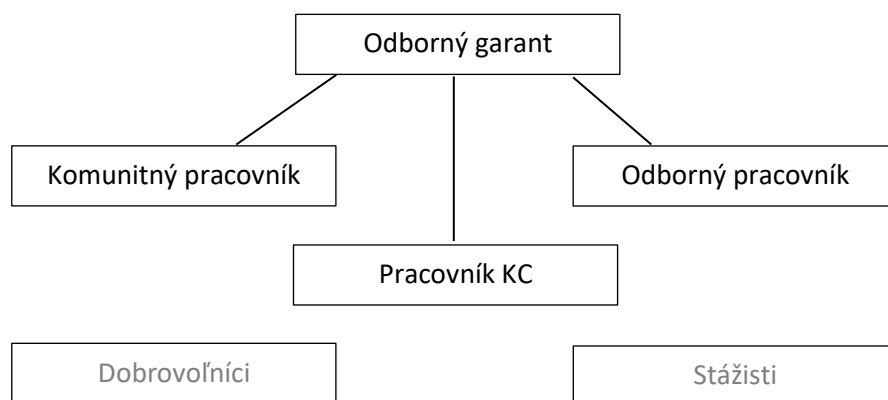 Odborný garant
Komunitný pracovník
Odborný pracovník
Pracovník KC
Dobrovoľníci
Stážisti